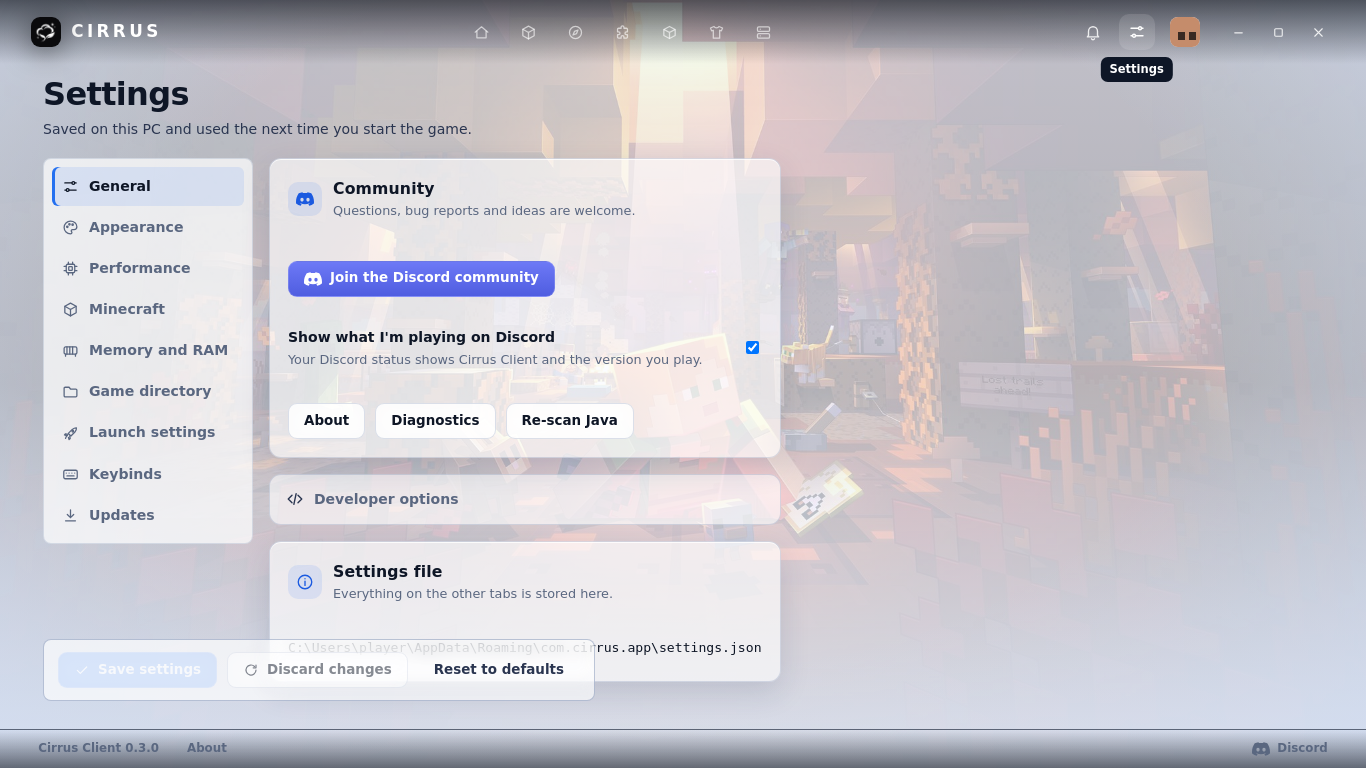 CIRRUS
Settings
Settings
Saved on this PC and used the next time you start the game.
General
Appearance
Performance
Minecraft
Memory and RAM
Game directory
Launch settings
Keybinds
Updates
Community
Questions, bug reports and ideas are welcome.
Join the Discord community
Show what I'm playing on Discord
Your Discord status shows Cirrus Client and the version you play.
About
Diagnostics
Re-scan Java
Developer options
Settings file
Everything on the other tabs is stored here.
C:\Users\player\AppData\Roaming\com.cirrus.app\settings.json
Save settings
Discard changes
Reset to defaults
Cirrus Client 0.3.0
About
Discord